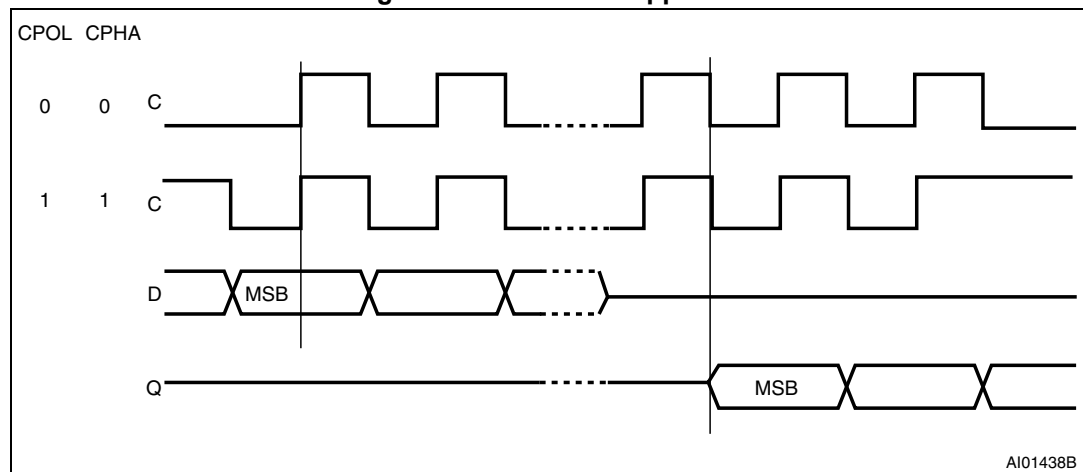 CPOL CPHA
0 0 C
1 1 C
D MSB
Q MSB
AI01438B